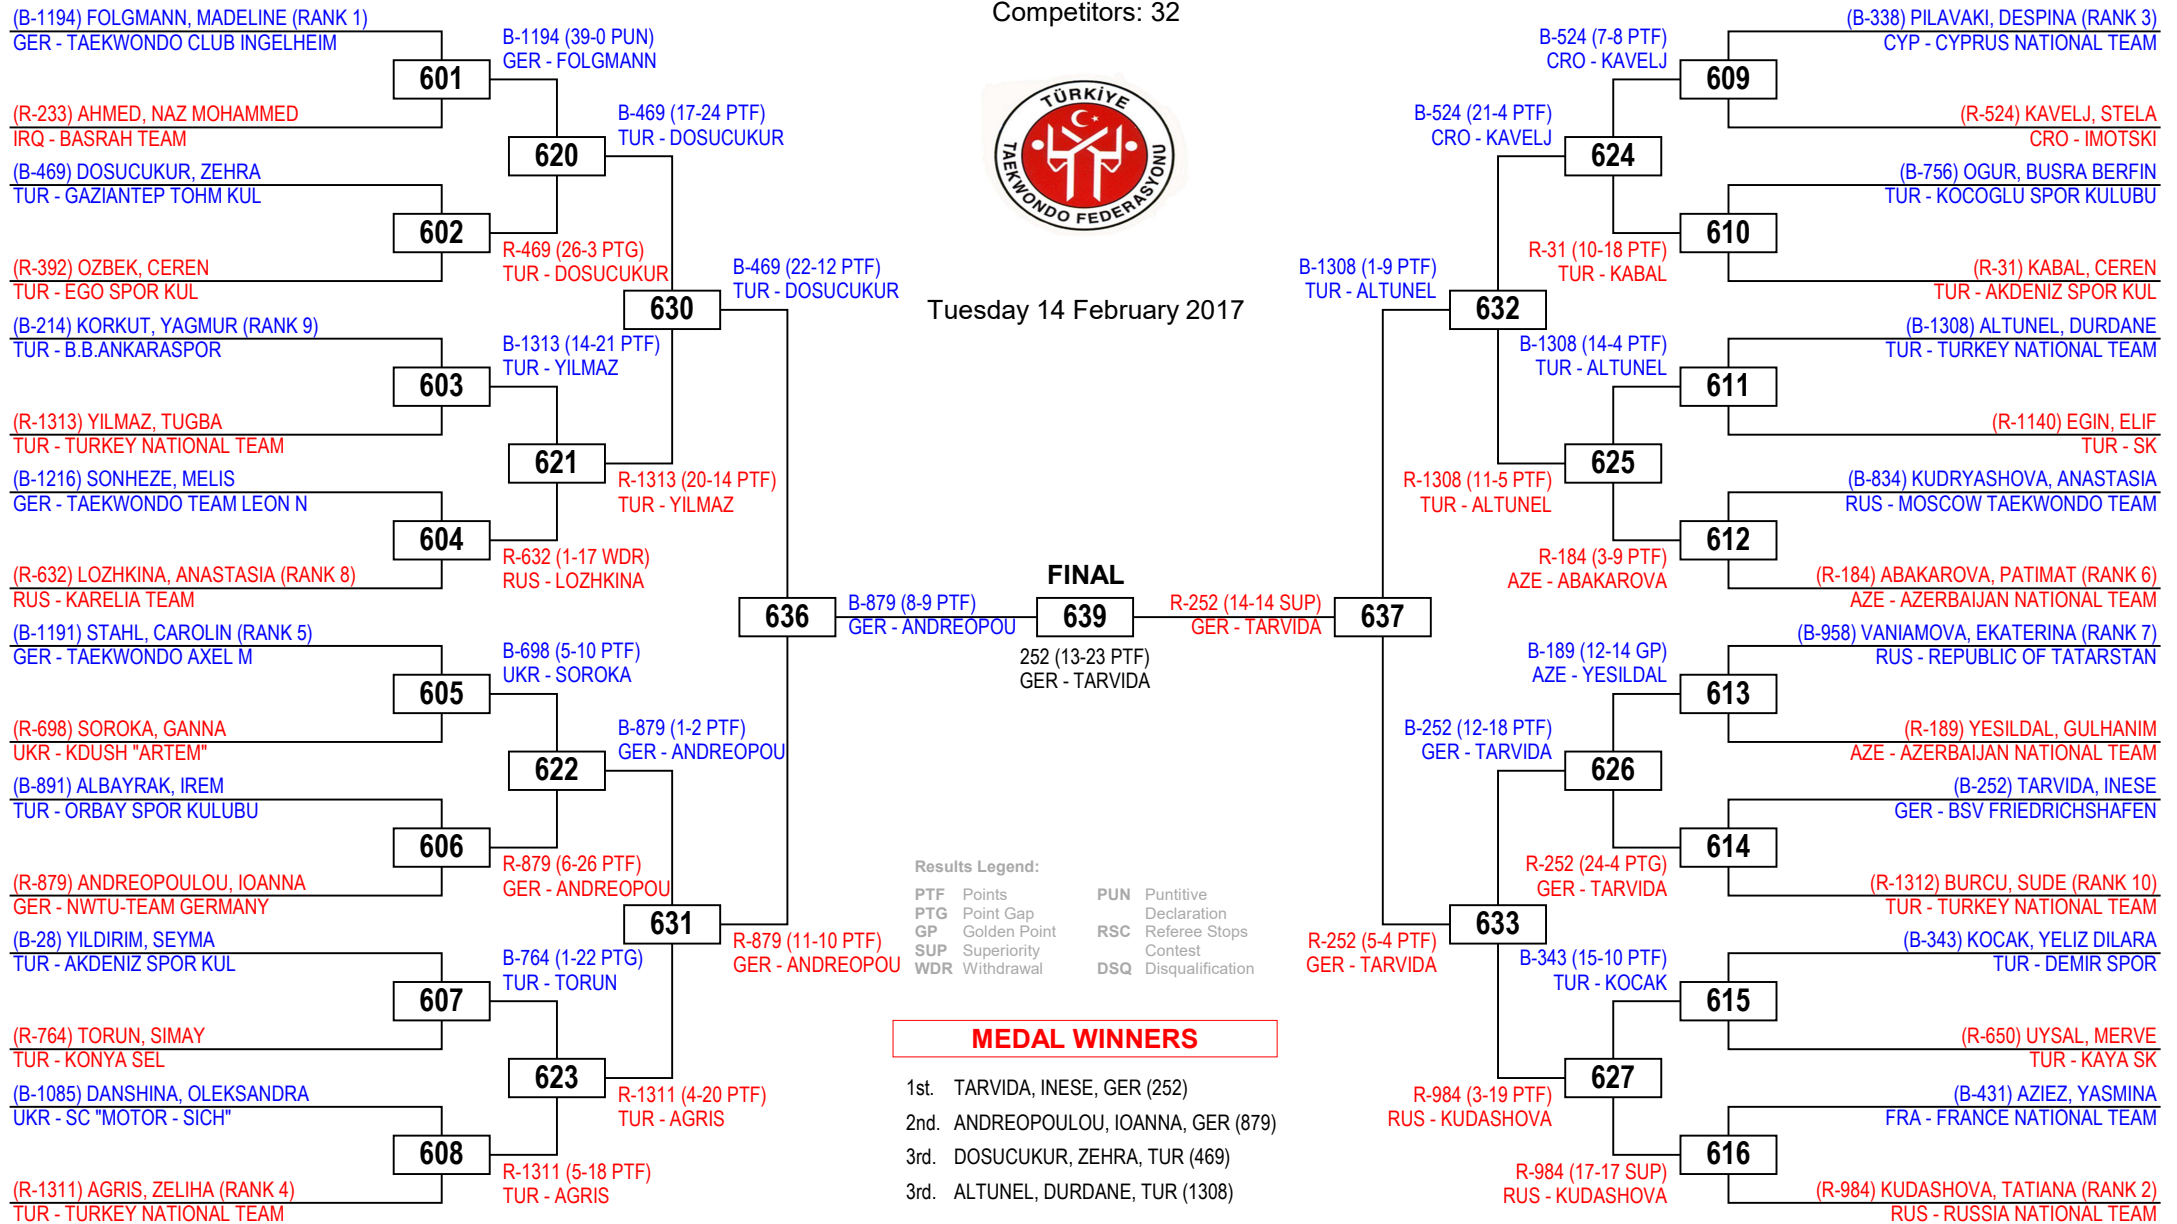 Competitors: 32
TÜRKİYE
TAEKWONDO FEDERASYONU
Tuesday 14 February 2017
(B-1194) FOLGMANN, MADELINE (RANK 1)
GER - TAEKWONDO CLUB INGELHEIM
601
(R-233) AHMED, NAZ MOHAMMED
IRQ - BASRAH TEAM
(B-469) DOSUCUKUR, ZEHRA
TUR - GAZIANTEP TOHM KUL
602
(R-392) OZBEK, CEREN
TUR - EGO SPOR KUL
(B-214) KORKUT, YAGMUR (RANK 9)
TUR - B.B.ANKARASPOR
603
(R-1313) YILMAZ, TUGBA
TUR - TURKEY NATIONAL TEAM
(B-1216) SONHEZE, MELIS
GER - TAEKWONDO TEAM LEON N
604
(R-632) LOZHKINA, ANASTASIA (RANK 8)
RUS - KARELIA TEAM
(B-1191) STAHL, CAROLIN (RANK 5)
GER - TAEKWONDO AXEL M
605
(R-698) SOROKA, GANNA
UKR - KDUSH "ARTEM"
(B-891) ALBAYRAK, IREM
TUR - ORBAY SPOR KULUBU
606
(R-879) ANDREOPOULOU, IOANNA
GER - NWTU-TEAM GERMANY
(B-28) YILDIRIM, SEYMA
TUR - AKDENIZ SPOR KUL
607
(R-764) TORUN, SIMAY
TUR - KONYA SEL
(B-1085) DANSHINA, OLEKSANDRA
UKR - SC "MOTOR - SICH"
608
(R-1311) AGRIS, ZELIHA (RANK 4)
TUR - TURKEY NATIONAL TEAM
B-1194 (39-0 PUN)
GER - FOLGMANN
620
R-469 (26-3 PTG)
TUR - DOSUCUKUR
B-1313 (14-21 PTF)
TUR - YILMAZ
621
R-632 (1-17 WDR)
RUS - LOZHKINA
B-698 (5-10 PTF)
UKR - SOROKA
622
R-879 (6-26 PTF)
GER - ANDREOPOU
B-764 (1-22 PTG)
TUR - TORUN
623
R-1311 (5-18 PTF)
TUR - AGRIS
B-469 (17-24 PTF)
TUR - DOSUCUKUR
630
R-1313 (20-14 PTF)
TUR - YILMAZ
B-879 (1-2 PTF)
GER - ANDREOPOU
631
R-1311 (4-20 PTF)
TUR - AGRIS
B-469 (22-12 PTF)
TUR - DOSUCUKUR
636
R-879 (11-10 PTF)
GER - ANDREOPOU
B-879 (8-9 PTF)
GER - ANDREOPOU
FINAL
639
252 (13-23 PTF)
GER - TARVIDA
R-252 (14-14 SUP)
GER - TARVIDA
637
B-1308 (1-9 PTF)
TUR - ALTUNEL
R-252 (5-4 PTF)
GER - TARVIDA
632
B-524 (21-4 PTF)
CRO - KAVELJ
R-1308 (11-5 PTF)
TUR - ALTUNEL
633
B-252 (12-18 PTF)
GER - TARVIDA
R-984 (3-19 PTF)
RUS - KUDASHOVA
B-524 (7-8 PTF)
CRO - KAVELJ
624
R-31 (10-18 PTF)
TUR - KABAL
B-1308 (14-4 PTF)
TUR - ALTUNEL
625
R-184 (3-9 PTF)
AZE - ABAKAROVA
B-189 (12-14 GP)
AZE - YESILDAL
626
R-252 (24-4 PTG)
GER - TARVIDA
B-343 (15-10 PTF)
TUR - KOCAK
627
R-984 (17-17 SUP)
RUS - KUDASHOVA
(B-338) PILAVAKI, DESPINA (RANK 3)
CYP - CYPRUS NATIONAL TEAM
609
(R-524) KAVELJ, STELA
CRO - IMOTSKI
(B-756) OGUR, BUSRA BERFIN
TUR - KOCOGLU SPOR KULUBU
610
(R-31) KABAL, CEREN
TUR - AKDENIZ SPOR KUL
(B-1308) ALTUNEL, DURDANE
TUR - TURKEY NATIONAL TEAM
611
(R-1140) EGIN, ELIF
TUR - SK
(B-834) KUDRYASHOVA, ANASTASIA
RUS - MOSCOW TAEKWONDO TEAM
612
(R-184) ABAKAROVA, PATIMAT (RANK 6)
AZE - AZERBAIJAN NATIONAL TEAM
(B-958) VANIAMOVA, EKATERINA (RANK 7)
RUS - REPUBLIC OF TATARSTAN
613
(R-189) YESILDAL, GULHANIM
AZE - AZERBAIJAN NATIONAL TEAM
(B-252) TARVIDA, INESE
GER - BSV FRIEDRICHSHAFEN
614
(R-1312) BURCU, SUDE (RANK 10)
TUR - TURKEY NATIONAL TEAM
(B-343) KOCAK, YELIZ DILARA
TUR - DEMIR SPOR
615
(R-650) UYSAL, MERVE
TUR - KAYA SK
(B-431) AZIEZ, YASMINA
FRA - FRANCE NATIONAL TEAM
616
(R-984) KUDASHOVA, TATIANA (RANK 2)
RUS - RUSSIA NATIONAL TEAM
Results Legend:
PTF Points
PTG Point Gap
GP Golden Point
SUP Superiority
WDR Withdrawal
PUN Puntitive
Declaration
RSC Referee Stops
Contest
DSQ Disqualification
MEDAL WINNERS
1st. TARVIDA, INESE, GER (252)
2nd. ANDREOPOULOU, IOANNA, GER (879)
3rd. DOSUCUKUR, ZEHRA, TUR (469)
3rd. ALTUNEL, DURDANE, TUR (1308)